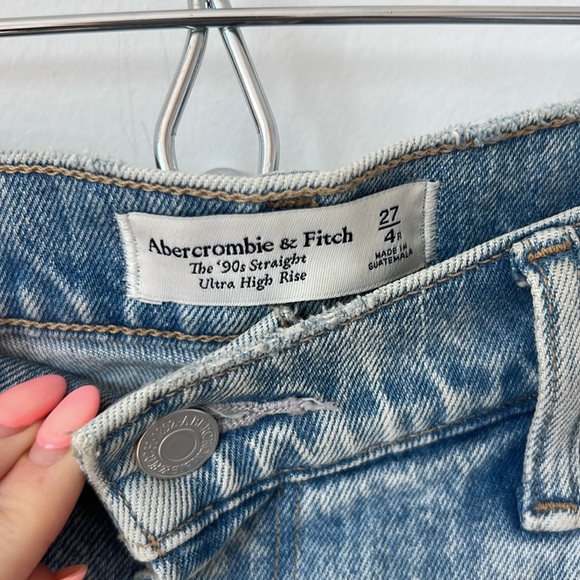 Abercrombie & Fitch
The '90s Straight
Ultra High Rise
27
4R
MADE IN
GUATEMALA